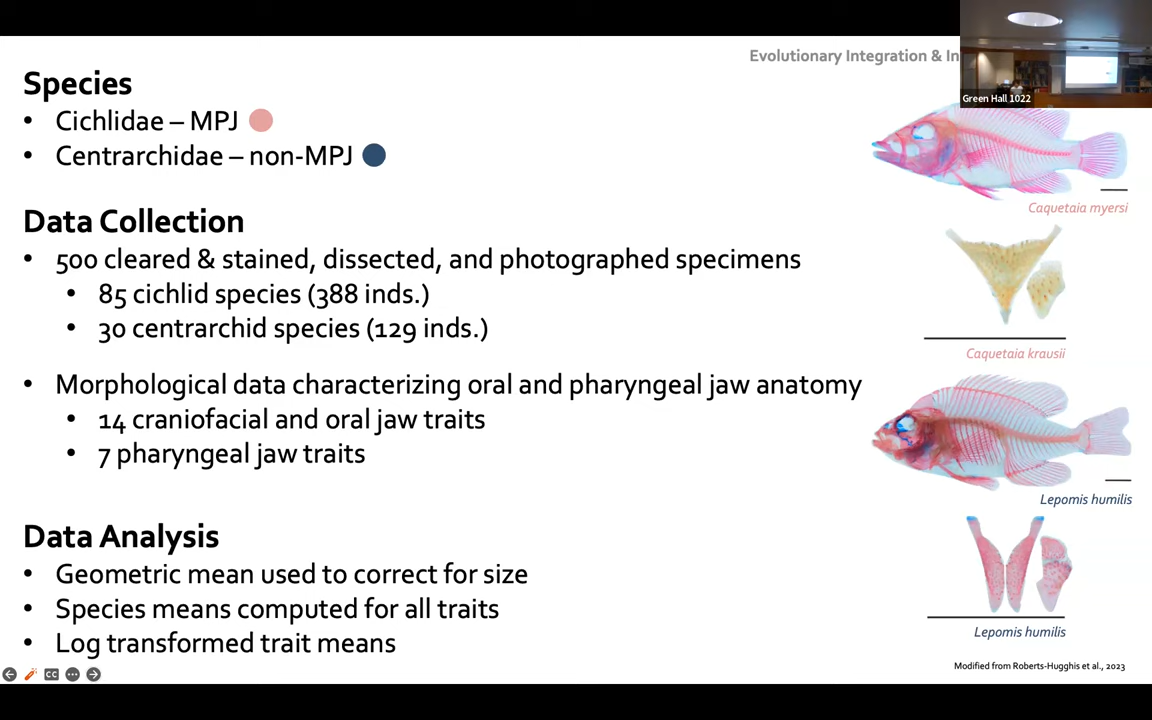 Evolutionary Integration & In
Green Hall 1022
Species
• Cichlidae – MPJ
• Centrarchidae – non-MPJ
Data Collection
• 500 cleared & stained, dissected, and photographed specimens
• 85 cichlid species (388 inds.)
• 30 centrarchid species (129 inds.)
• Morphological data characterizing oral and pharyngeal jaw anatomy
• 14 craniofacial and oral jaw traits
• 7 pharyngeal jaw traits
Data Analysis
• Geometric mean used to correct for size
• Species means computed for all traits
• Log transformed trait means
Caquetaia myersi
Caquetaia krausii
Lepomis humilis
Lepomis humilis
Modified from Roberts-Hugghis et al., 2023
CC